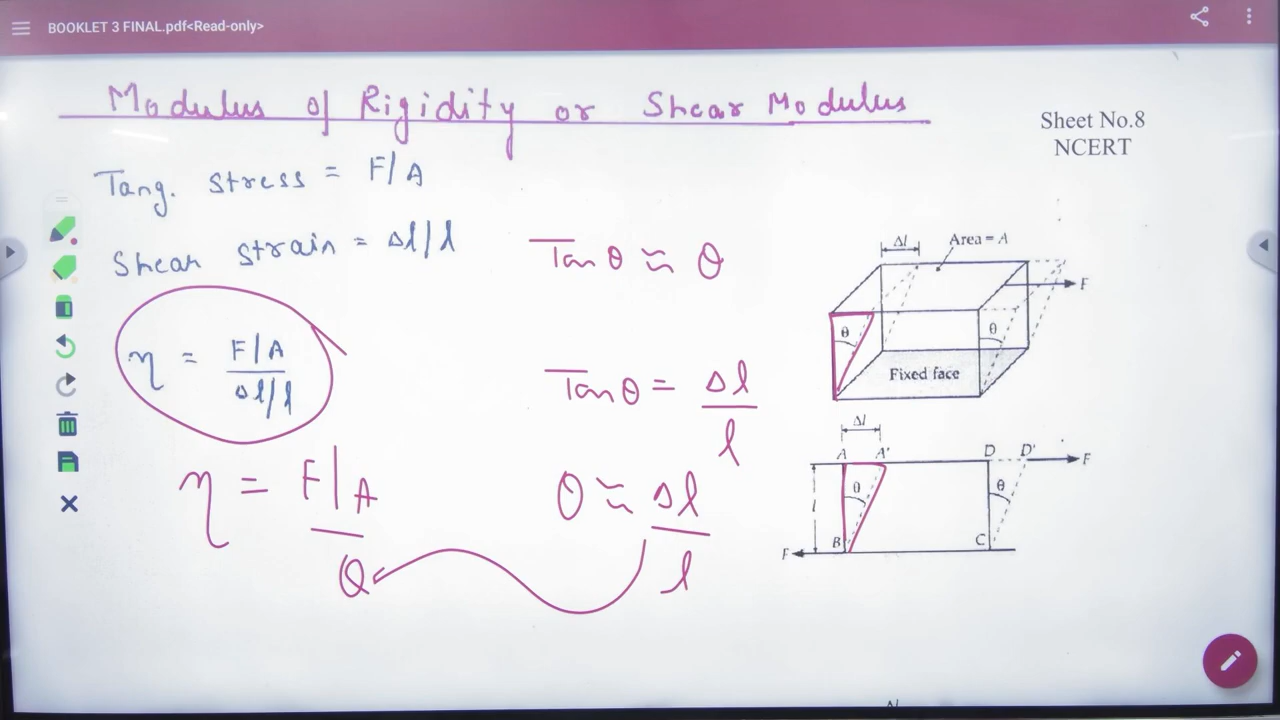 BOOKLET 3 FINAL.pdf<Read-only>
Modulus of Rigidity or Shear Modulus
Sheet No.8
NCERT
Tang. Stress = F/A
Shear Strain = Δl/l
Tan θ ≈ θ
η = F/A / Δl/l
Tan θ = Δl / l
η = F/A / θ
θ ≈ Δl / l
Δl Area = A
F
θ θ
Fixed face
Δl
A A' D D' F
θ θ
l
B C
F
Δl